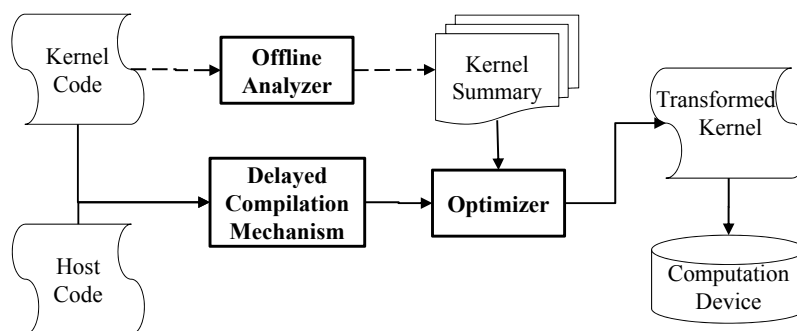 Kernel
Code
Offline
Analyzer
Kernel
Summary
Transformed
Kernel
Delayed
Compilation
Mechanism
Optimizer
Host
Code
Computation
Device